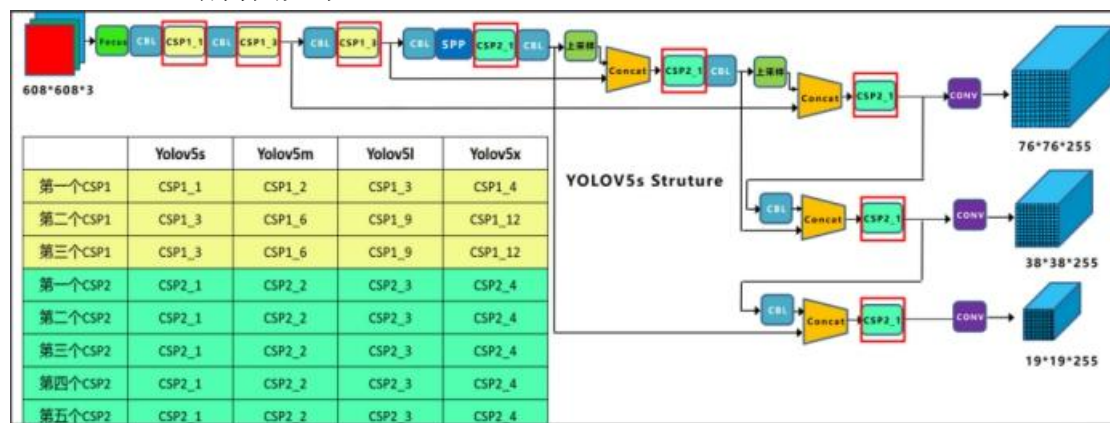 Focus CBL CSP1_1 CBL CSP1_3 CBL CSP1_3 CBL SPP CSP2_1 CBL 上采样
Concat CSP2_1 CBL 上采样
Concat CSP2_1 CONV
608*608*3
76*76*255
Yolov5s Yolov5m Yolov5l Yolov5x
第一个CSP1 CSP1_1 CSP1_2 CSP1_3 CSP1_4
第二个CSP1 CSP1_3 CSP1_6 CSP1_9 CSP1_12
第三个CSP1 CSP1_3 CSP1_6 CSP1_9 CSP1_12
第一个CSP2 CSP2_1 CSP2_2 CSP2_3 CSP2_4
第二个CSP2 CSP2_1 CSP2_2 CSP2_3 CSP2_4
第三个CSP2 CSP2_1 CSP2_2 CSP2_3 CSP2_4
第四个CSP2 CSP2_1 CSP2_2 CSP2_3 CSP2_4
第五个CSP2 CSP2_1 CSP2_2 CSP2_3 CSP2_4
YOLOV5s Struture
CBL Concat CSP2_1 CONV
38*38*255
CBL Concat CSP2_1 CONV
19*19*255